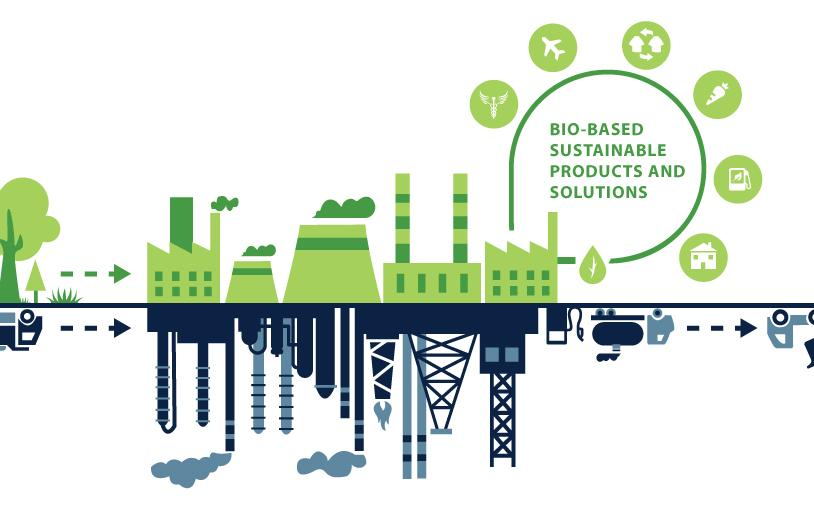 BIO-BASED
SUSTAINABLE
PRODUCTS AND
SOLUTIONS